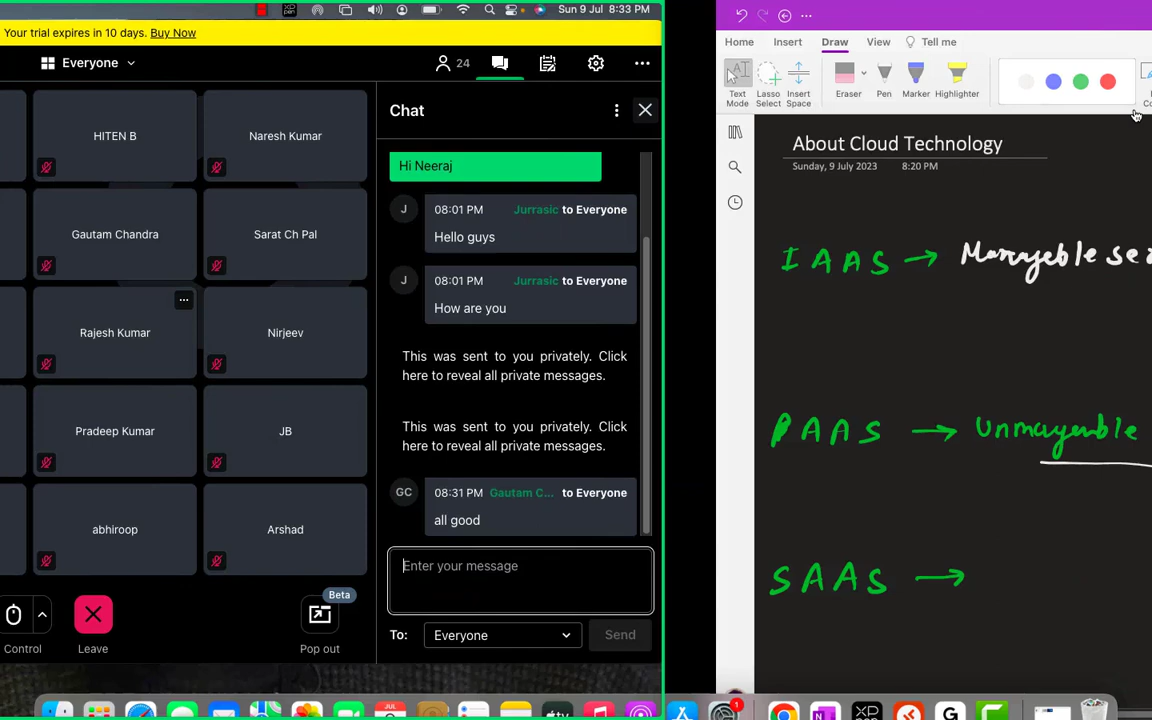 Sun 9 Jul 8:33 PM
Your trial expires in 10 days. Buy Now
Everyone
24
HITEN B
Naresh Kumar
Gautam Chandra
Sarat Ch Pal
Rajesh Kumar
Nirjeev
Pradeep Kumar
JB
abhiroop
Arshad
Beta
Control
Leave
Pop out
Chat
Hi Neeraj
J
08:01 PM Jurrasic to Everyone
Hello guys
J
08:01 PM Jurrasic to Everyone
How are you
This was sent to you privately. Click
here to reveal all private messages.
This was sent to you privately. Click
here to reveal all private messages.
GC
08:31 PM Gautam C... to Everyone
all good
Enter your message
To: Everyone Send
Home Insert Draw View Tell me
Text
Mode
Lasso
Select
Insert
Space
Eraser
Pen
Marker
Highlighter
About Cloud Technology
Sunday, 9 July 2023 8:20 PM
IAAS → Manageable se
PAAS → Unmayenble
SAAS →
1